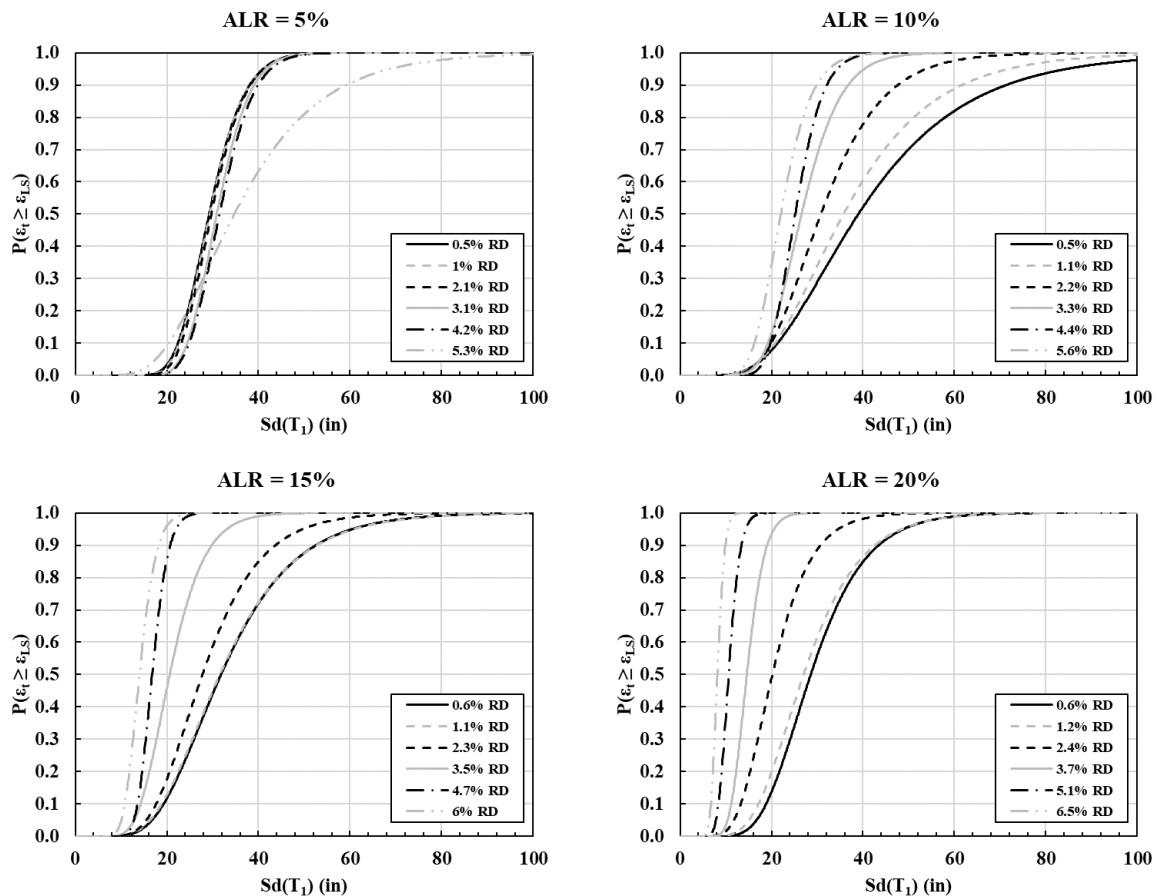 ALR = 5%
1.0
0.9
0.8
0.7
0.6
0.5
0.4
0.3
0.2
0.1
0.0
P(εt ≥ εLS)
0 20 40 60 80 100
Sd(T1) (in)
0.5% RD
1% RD
2.1% RD
3.1% RD
4.2% RD
5.3% RD
ALR = 10%
1.0
0.9
0.8
0.7
0.6
0.5
0.4
0.3
0.2
0.1
0.0
P(εt ≥ εLS)
0 20 40 60 80 100
Sd(T1) (in)
0.5% RD
1.1% RD
2.2% RD
3.3% RD
4.4% RD
5.6% RD
ALR = 15%
1.0
0.9
0.8
0.7
0.6
0.5
0.4
0.3
0.2
0.1
0.0
P(εt ≥ εLS)
0 20 40 60 80 100
Sd(T1) (in)
0.6% RD
1.1% RD
2.3% RD
3.5% RD
4.7% RD
6% RD
ALR = 20%
1.0
0.9
0.8
0.7
0.6
0.5
0.4
0.3
0.2
0.1
0.0
P(εt ≥ εLS)
0 20 40 60 80 100
Sd(T1) (in)
0.6% RD
1.2% RD
2.4% RD
3.7% RD
5.1% RD
6.5% RD